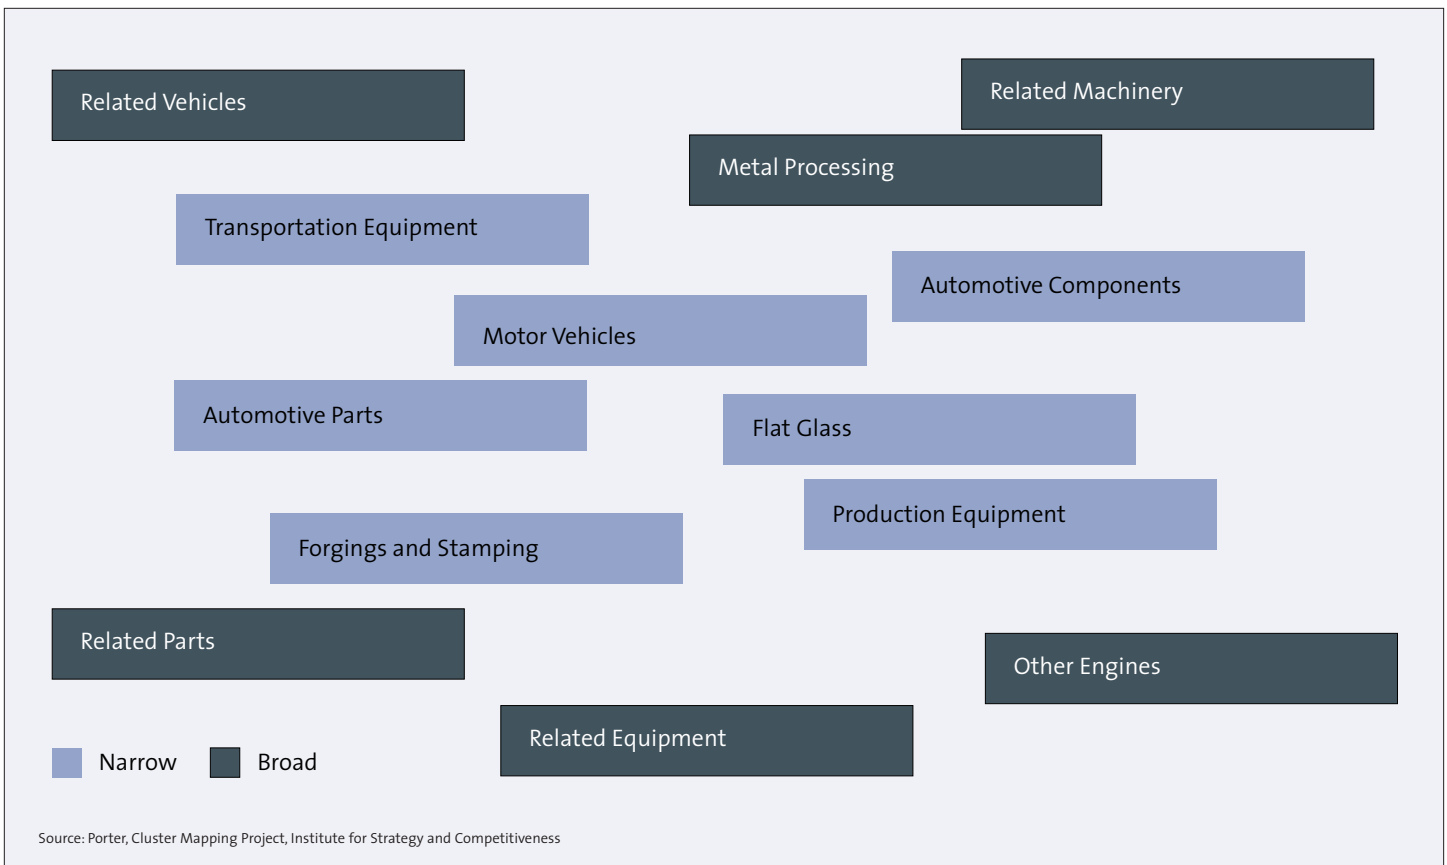 Related Vehicles
Related Machinery
Metal Processing
Transportation Equipment
Automotive Components
Motor Vehicles
Automotive Parts
Flat Glass
Production Equipment
Forgings and Stamping
Related Parts
Other Engines
Related Equipment
Narrow
Broad
Source: Porter, Cluster Mapping Project, Institute for Strategy and Competitiveness